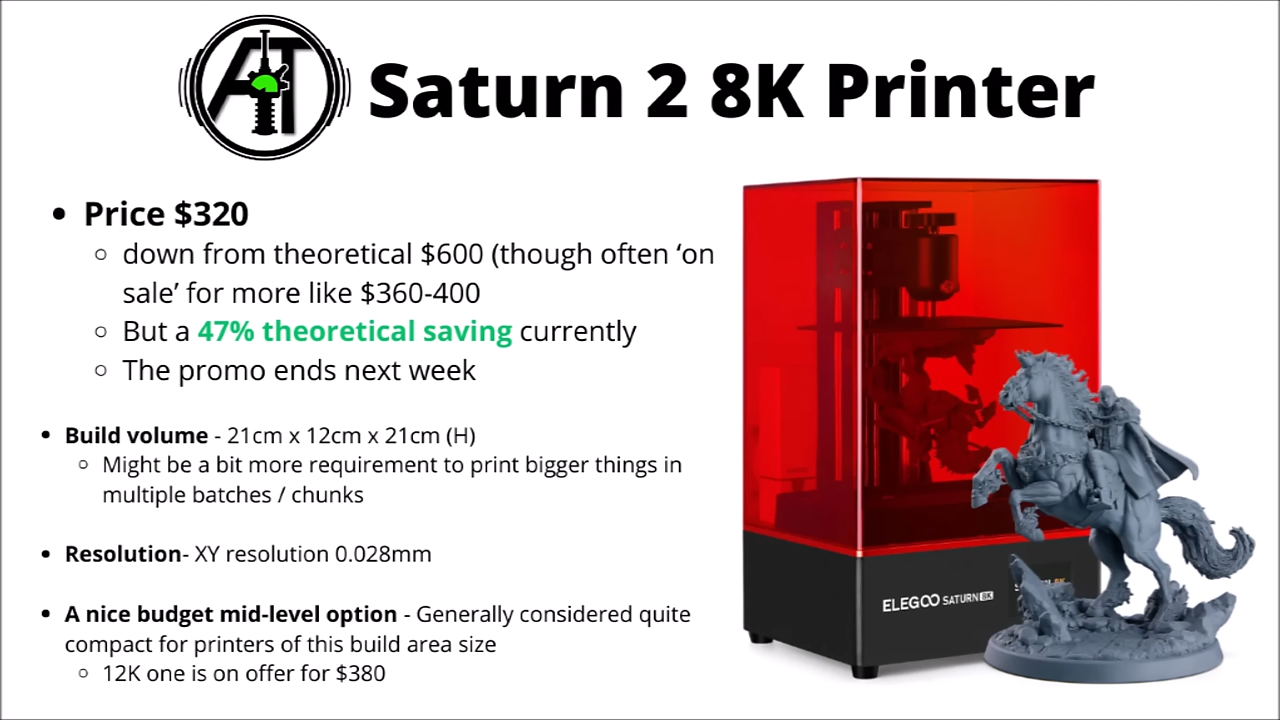 AT
Saturn 2 8K Printer
• Price $320
○ down from theoretical $600 (though often ‘on
sale’ for more like $360-400
○ But a 47% theoretical saving currently
○ The promo ends next week
• Build volume - 21cm x 12cm x 21cm (H)
○ Might be a bit more requirement to print bigger things in
multiple batches / chunks
• Resolution- XY resolution 0.028mm
• A nice budget mid-level option - Generally considered quite
compact for printers of this build area size
○ 12K one is on offer for $380
ELEGOO SATURN 8K